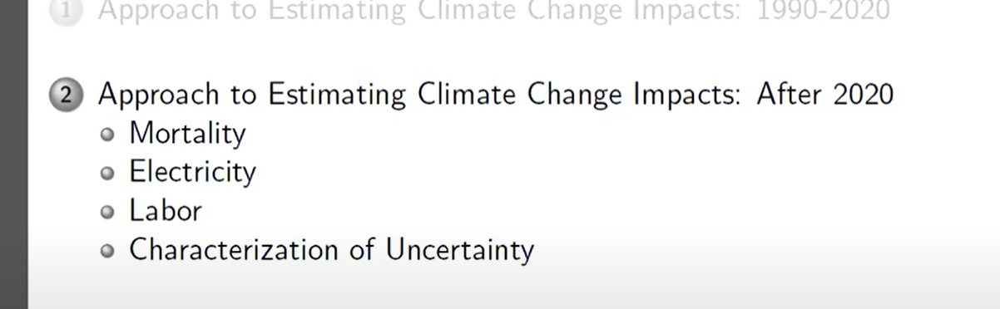 1 Approach to Estimating Climate Change Impacts: 1990-2020
2 Approach to Estimating Climate Change Impacts: After 2020
Mortality
Electricity
Labor
Characterization of Uncertainty